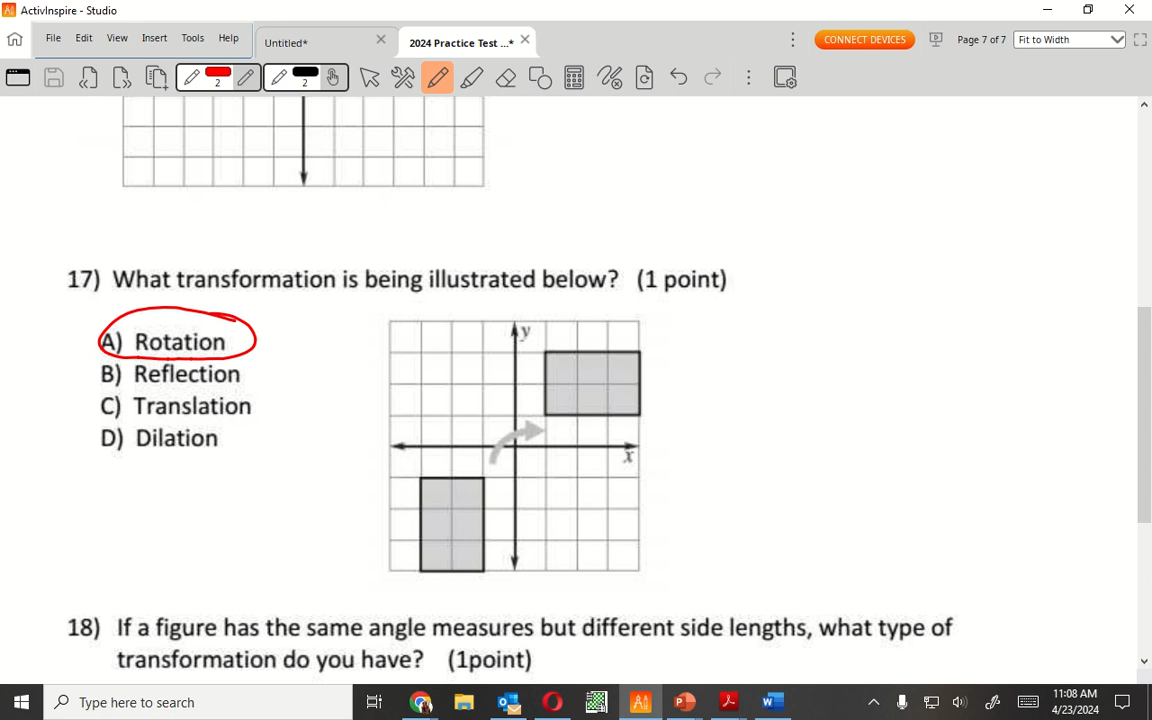 ActivInspire - Studio
File Edit View Insert Tools Help
Untitled*
2024 Practice Test ...*
CONNECT DEVICES
Page 7 of 7
Fit to Width
2
2
17) What transformation is being illustrated below? (1 point)
A) Rotation
B) Reflection
C) Translation
D) Dilation
y
x
18) If a figure has the same angle measures but different side lengths, what type of
transformation do you have? (1point)
Type here to search
11:08 AM
4/23/2024